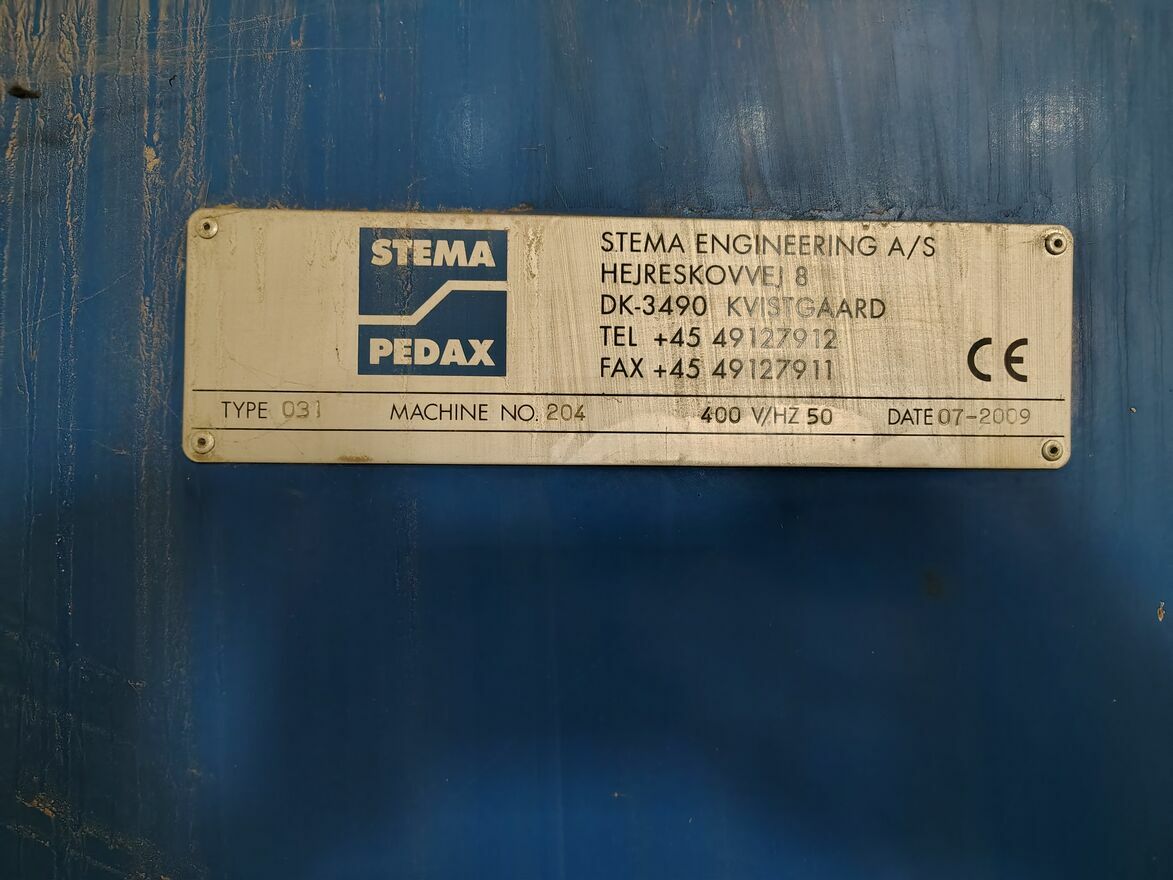 STEMA
PEDAX
STEMA ENGINEERING A/S
HEJRESKOVVEJ 8
DK-3490 KVISTGAARD
TEL +45 49127912
FAX +45 49127911
CE
TYPE 031 MACHINE NO. 204 400 V/HZ 50 DATE 07-2009